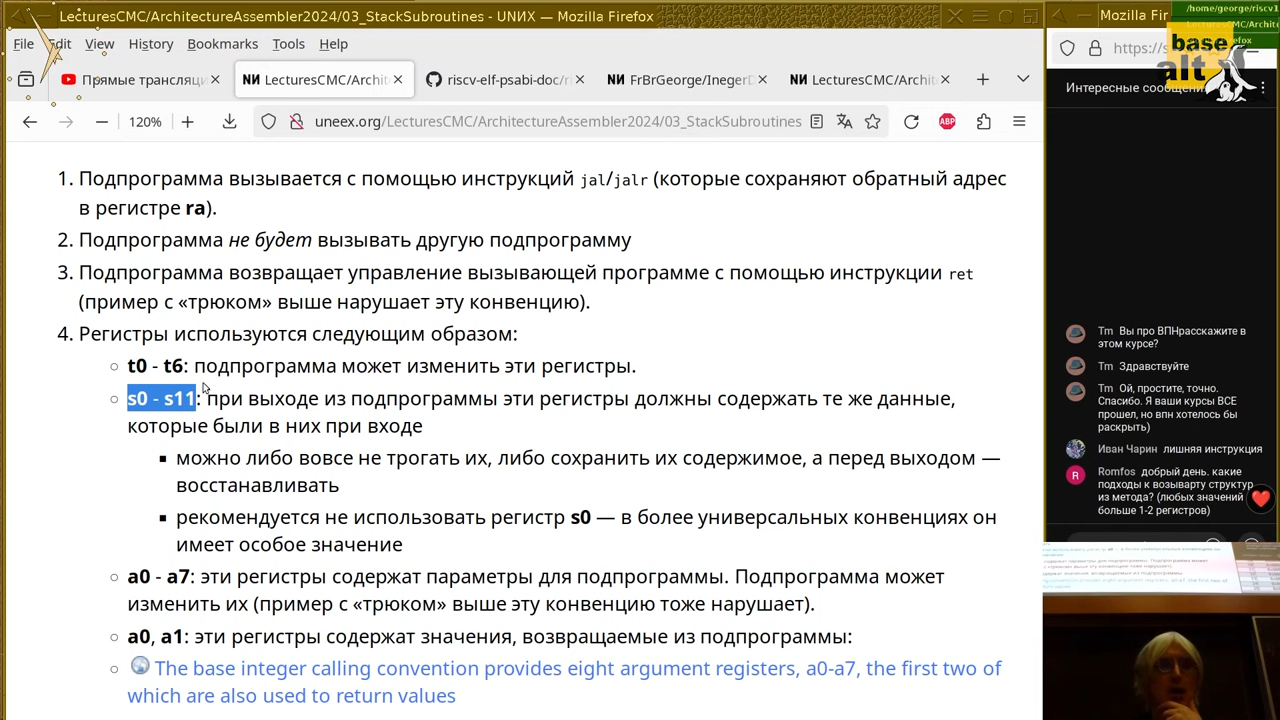 LecturesCMC/ArchitectureAssembler2024/03_StackSubroutines - UNИX — Mozilla Firefox
Mozilla Fir
/home/george/riscv1
base
alt
File Edit View History Bookmarks Tools Help
Прямые трансляц
LecturesCMC/Archit
FrBrGeorge/
LecturesCMC/Archit
https://s
120%
uneex.org/LecturesCMC/ArchitectureAssembler2024/03_StackSubroutines
Интересные сообщени
1. Подпрограмма вызывается с помощью инструкций jal/jalr (которые сохраняют обратный адрес
в регистре ra).
2. Подпрограмма не будет вызывать другую подпрограмму
3. Подпрограмма возвращает управление вызывающей программе с помощью инструкции ret
(пример с «трюком» выше нарушает эту конвенцию).
4. Регистры используются следующим образом:
t0 - t6: подпрограмма может изменить эти регистры.
s0 - s11: при выходе из подпрограммы эти регистры должны содержать те же данные,
которые были в них при входе
можно либо вовсе не трогать их, либо сохранить их содержимое, а перед выходом —
восстанавливать
рекомендуется не использовать регистр s0 — в более универсальных конвенциях он
имеет особое значение
a0 - a7: эти регистры содержат параметры для подпрограммы. Подпрограмма может
изменить их (пример с «трюком» выше эту конвенцию тоже нарушает).
a0, a1: эти регистры содержат значения, возвращаемые из подпрограммы:
The base integer calling convention provides eight argument registers, a0-a7, the first two of
which are also used to return values
Tm Вы про ВПНрасскажите в
этом курсе?
Tm Здравствуйте
Tm Ой, простите, точно.
Спасибо. Я ваши курсы ВСЕ
прошел, но впн хотелось бы
раскрыть)
Иван Чарин лишняя инструкция
Romfos добрый день. какие
подходы к возыварту структур
из метода? (любых значений
больше 1-2 регистров)